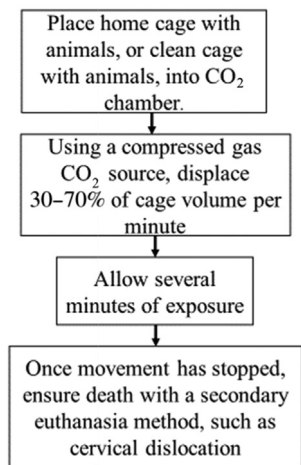 Place home cage with
animals, or clean cage
with animals, into CO₂
chamber.
Using a compressed gas
CO₂ source, displace
30–70% of cage volume per
minute
Allow several
minutes of exposure
Once movement has stopped,
ensure death with a secondary
euthanasia method, such as
cervical dislocation